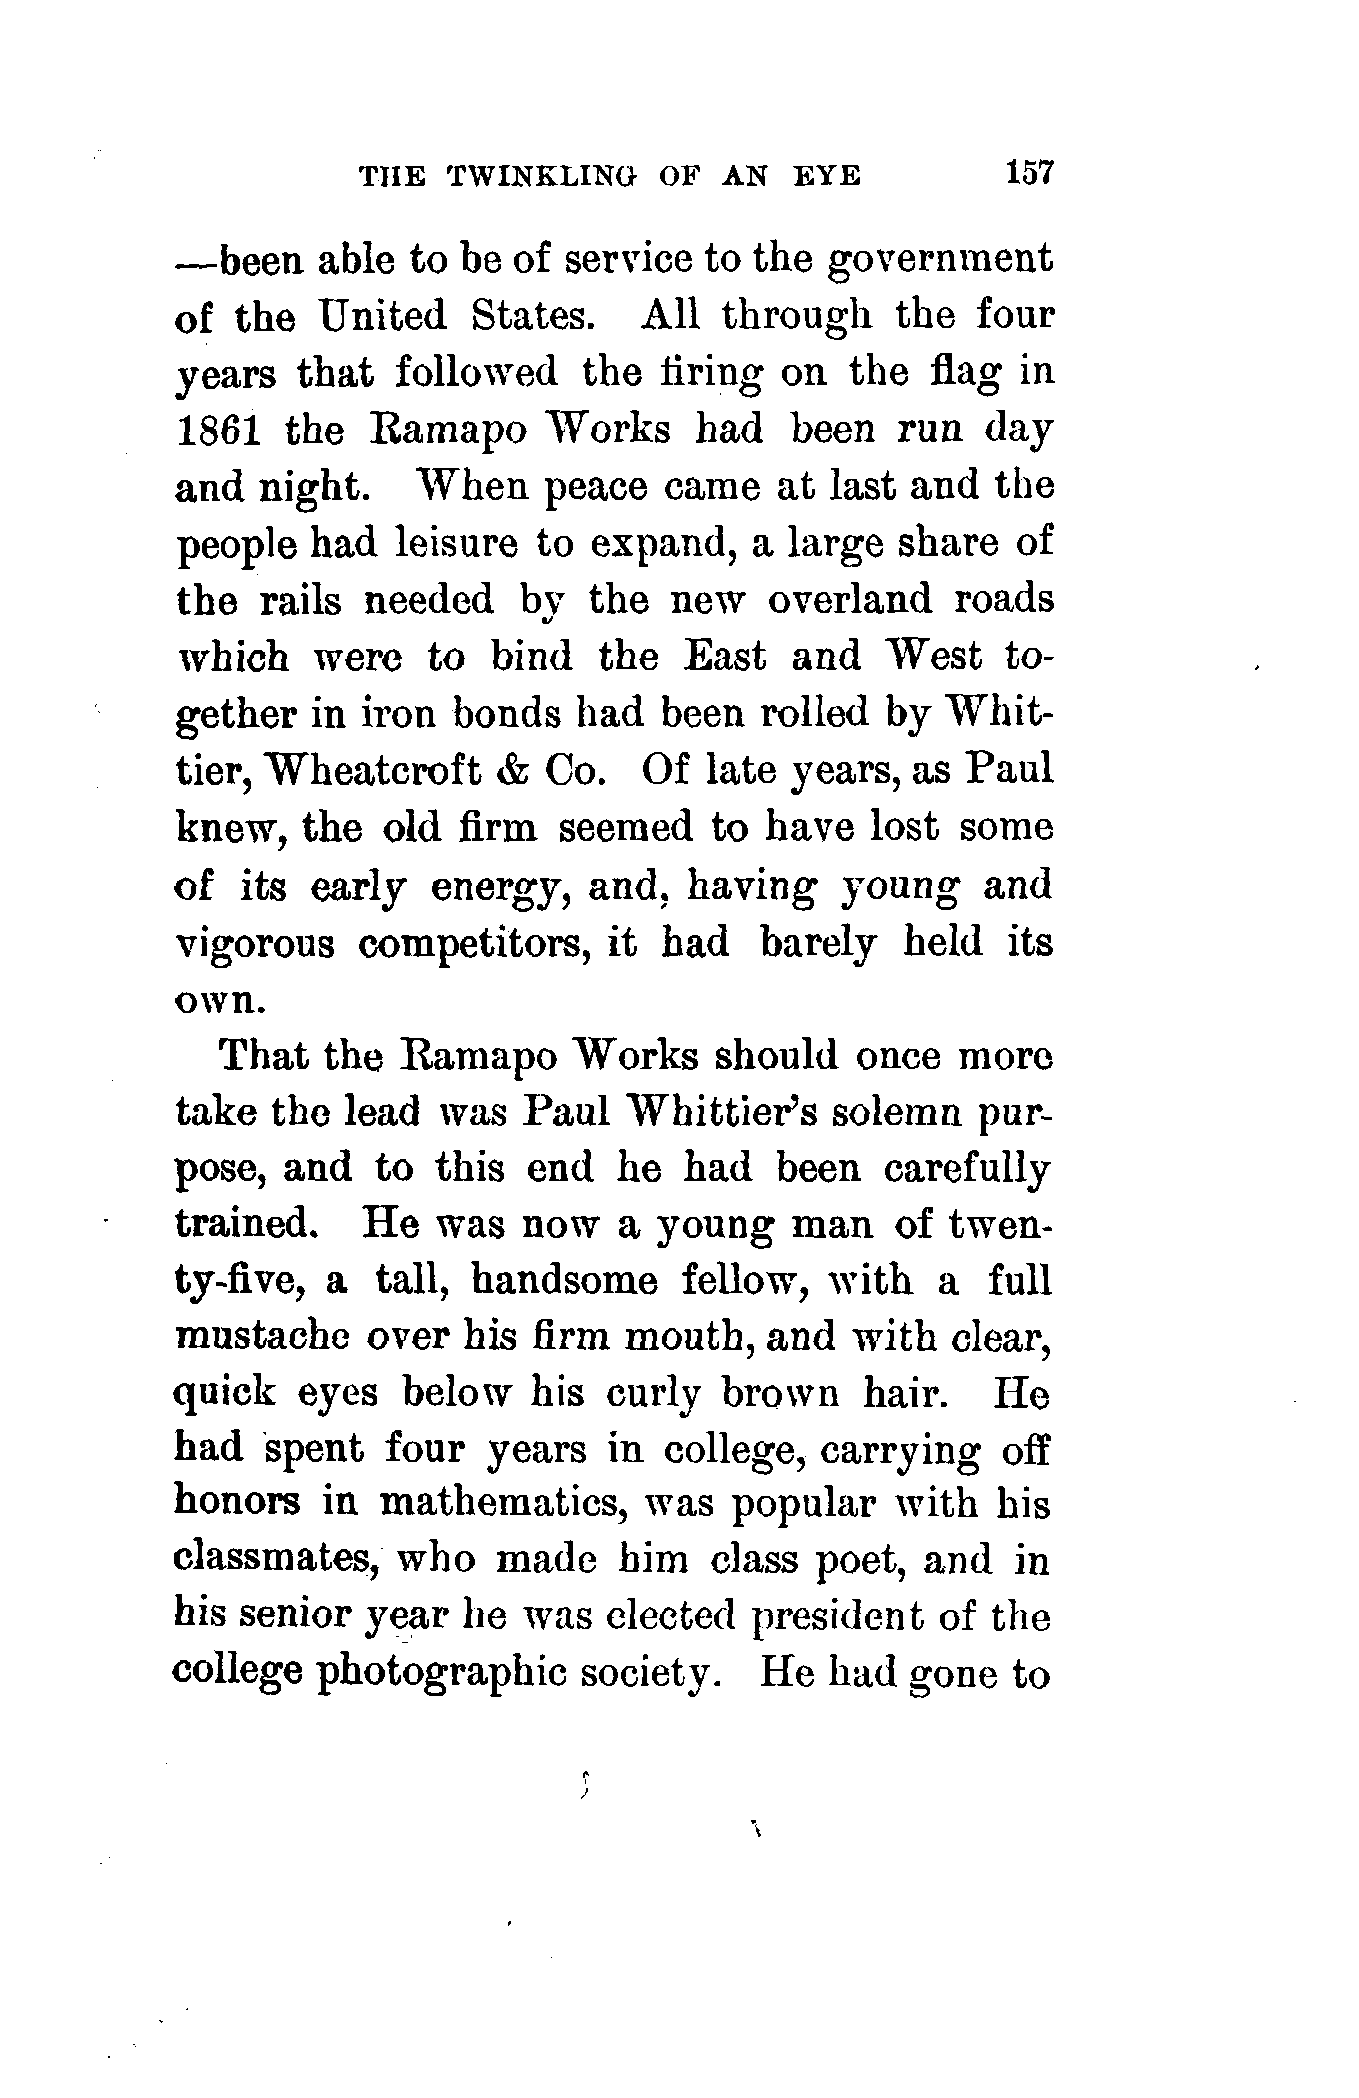 THE TWINKLING OF AN EYE 157
—been able to be of service to the government
of the United States. All through the four
years that followed the firing on the flag in
1861 the Ramapo Works had been run day
and night. When peace came at last and the
people had leisure to expand, a large share of
the rails needed by the new overland roads
which were to bind the East and West to-
gether in iron bonds had been rolled by Whit-
tier, Wheatcroft & Co. Of late years, as Paul
knew, the old firm seemed to have lost some
of its early energy, and, having young and
vigorous competitors, it had barely held its
own.
That the Ramapo Works should once more
take the lead was Paul Whittier's solemn pur-
pose, and to this end he had been carefully
trained. He was now a young man of twen-
ty-five, a tall, handsome fellow, with a full
mustache over his firm mouth, and with clear,
quick eyes below his curly brown hair. He
had spent four years in college, carrying off
honors in mathematics, was popular with his
classmates, who made him class poet, and in
his senior year he was elected president of the
college photographic society. He had gone to